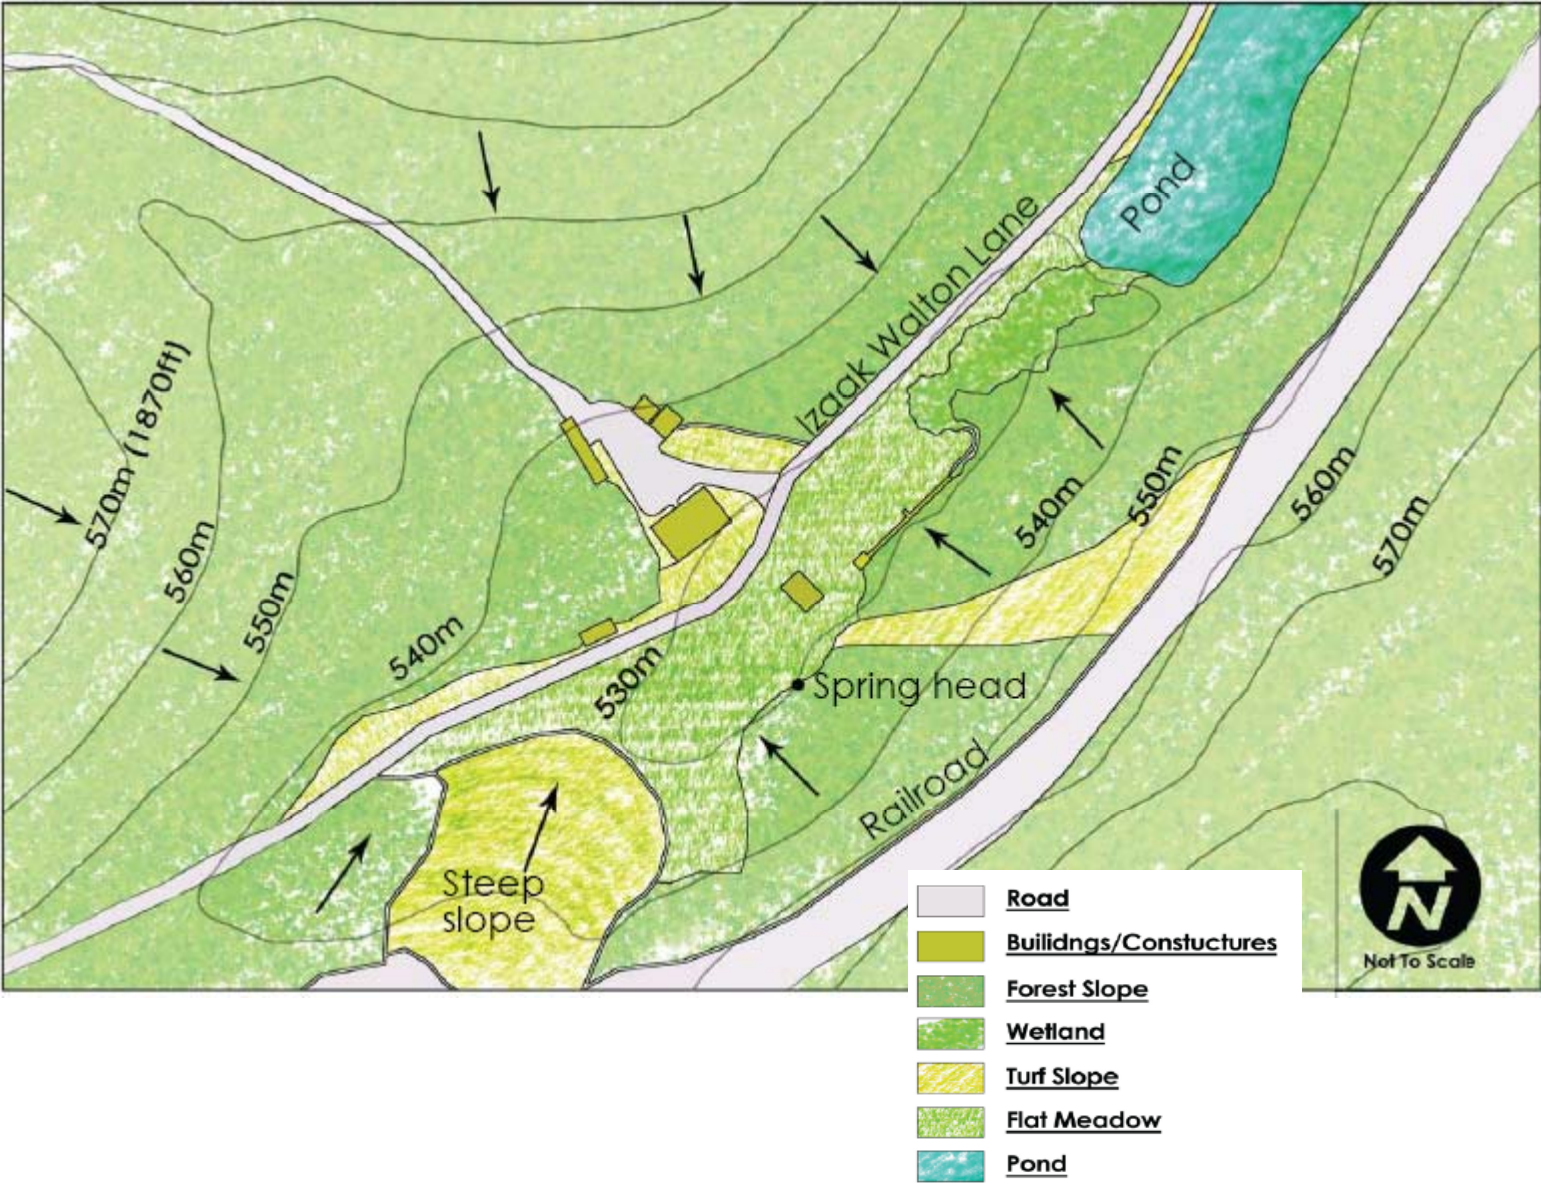 Pond
Izaak Walton Lane
570m (1870ft)
560m
550m
540m
530m
540m
550m
560m
570m
Spring head
Railroad
Steep
slope
N
Not To Scale
Road
Builidngs/Constuctures
Forest Slope
Wetland
Turf Slope
Flat Meadow
Pond